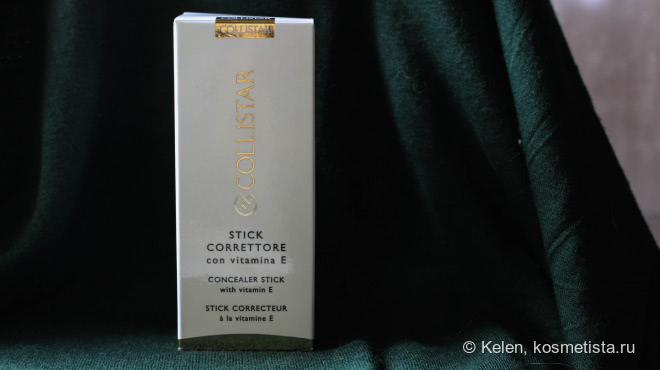 COLLISTAR
COLLISTAR
STICK
CORRETTORE
con vitamina E
CONCEALER STICK
with vitamin E
STICK CORRECTEUR
à la vitamine E
© Kelen, kosmetista.ru